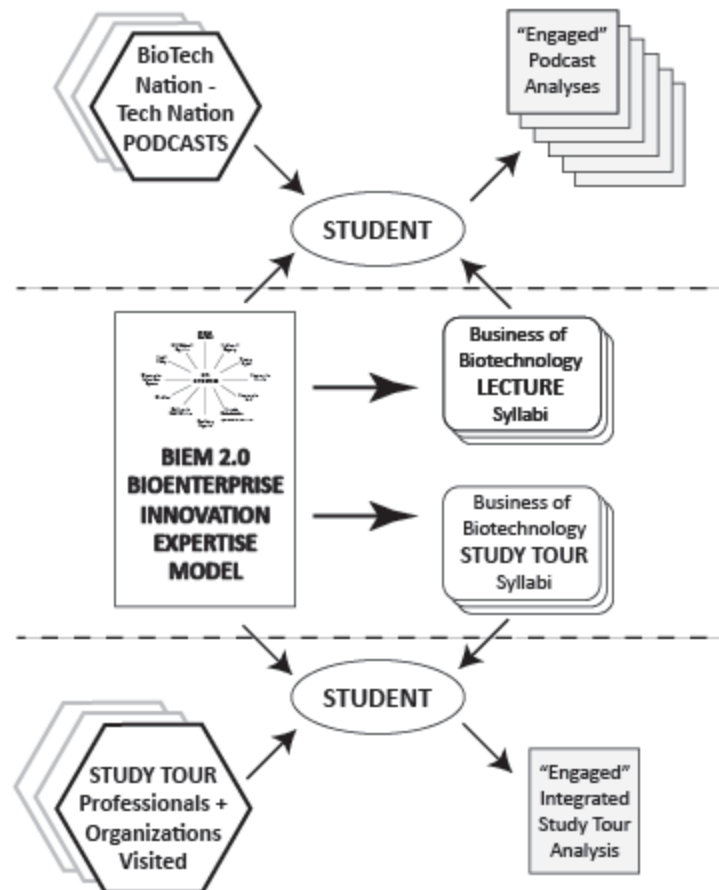 BioTech
Nation -
Tech Nation
PODCASTS
“Engaged”
Podcast
Analyses
STUDENT
BIEM 2.0
BIOENTERPRISE
INNOVATION
EXPERTISE
MODEL
Business of
Biotechnology
LECTURE
Syllabi
Business of
Biotechnology
STUDY TOUR
Syllabi
STUDENT
STUDY TOUR
Professionals +
Organizations
Visited
“Engaged”
Integrated
Study Tour
Analysis